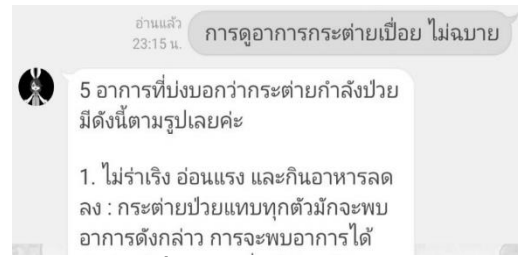 อ่านแล้ว
23:15 น.
การดูอาการกระต่ายเปื่อย ไม่ฉบาย
5 อาการที่บ่งบอกว่ากระต่ายกำลังป่วย
มีดังนี้ตามรูปเลยค่ะ
1. ไม่ร่าเริง อ่อนแรง และกินอาหารลด
ลง : กระต่ายป่วยแทบทุกตัวมักจะพบ
อาการดังกล่าว การจะพบอาการได้